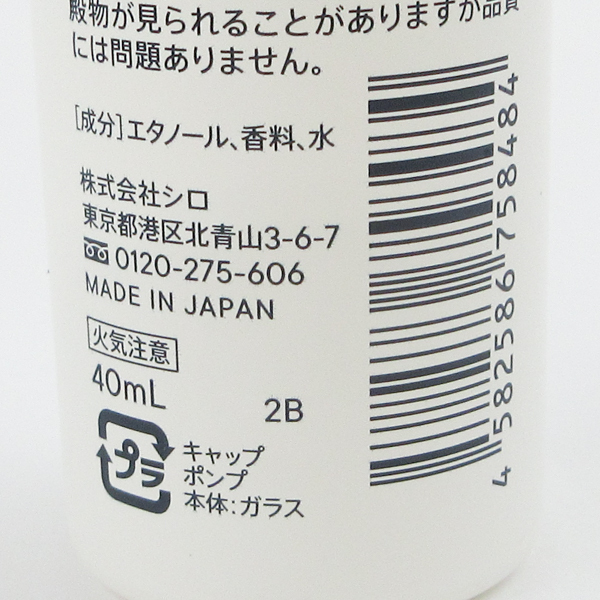 殿物が見られることがありますが品質
には問題ありません。
[成分]エタノール、香料、水
株式会社シロ
東京都港区北青山3-6-7
0120-275-606
MADE IN JAPAN
火気注意
40mL
2B
プラ
キャップ
ポンプ
本体:ガラス
4 582586 758484